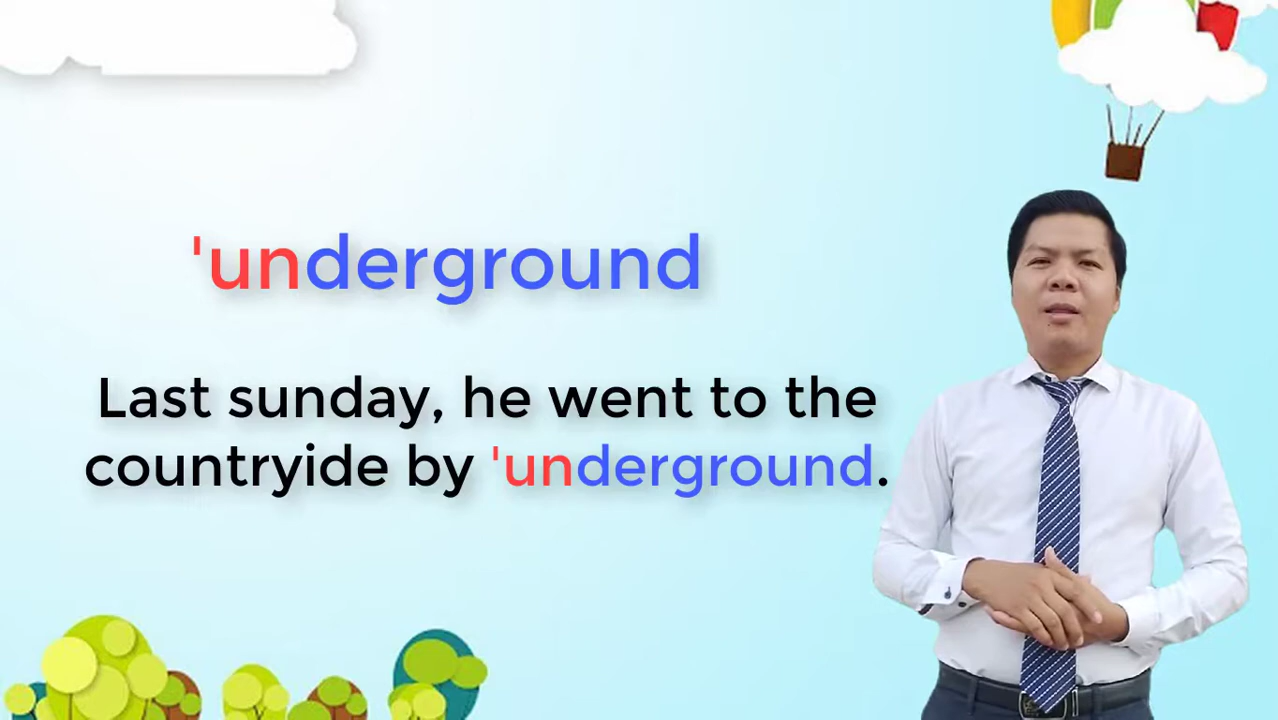 'underground
Last sunday, he went to the
countryide by 'underground.